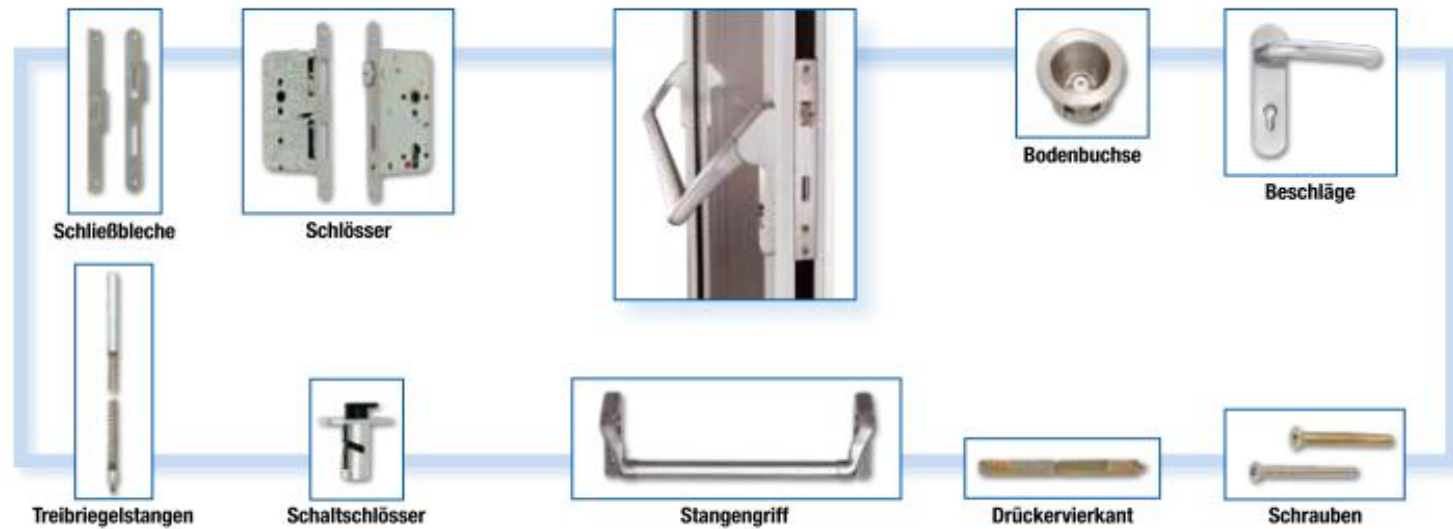 Schließbleche
Schlösser
Bodenbuchse
Beschläge
Treibriegelstangen
Schaltschlösser
Stangengriff
Drückervierkant
Schrauben